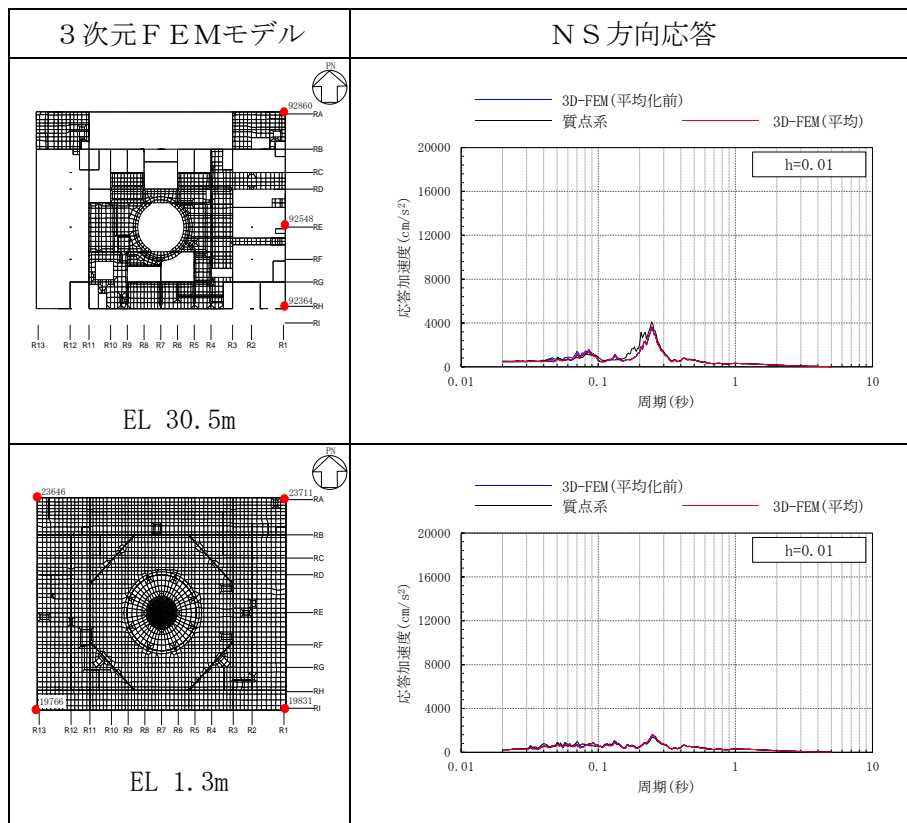 ３次元ＦＥＭモデル
ＮＳ方向応答
PN
92860
RA
RB
RC
RD
92548
RE
RF
RG
92364
RH
RI
R13 R12 R11 R10 R9 R8 R7 R6 R5 R4 R3 R2 R1
EL 30.5m
3D-FEM(平均化前)
質点系 3D-FEM(平均)
h=0.01
応答加速度(cm/s²)
20000
16000
12000
8000
4000
0
0.01 0.1 1 10
周期(秒)
PN
23646 23711
RA
RB
RC
RD
RE
RF
RG
RH
19766 19831
RI
R13 R12 R11 R10 R9 R8 R7 R6 R5 R4 R3 R2 R1
EL 1.3m
3D-FEM(平均化前)
質点系 3D-FEM(平均)
h=0.01
応答加速度(cm/s²)
20000
16000
12000
8000
4000
0
0.01 0.1 1 10
周期(秒)